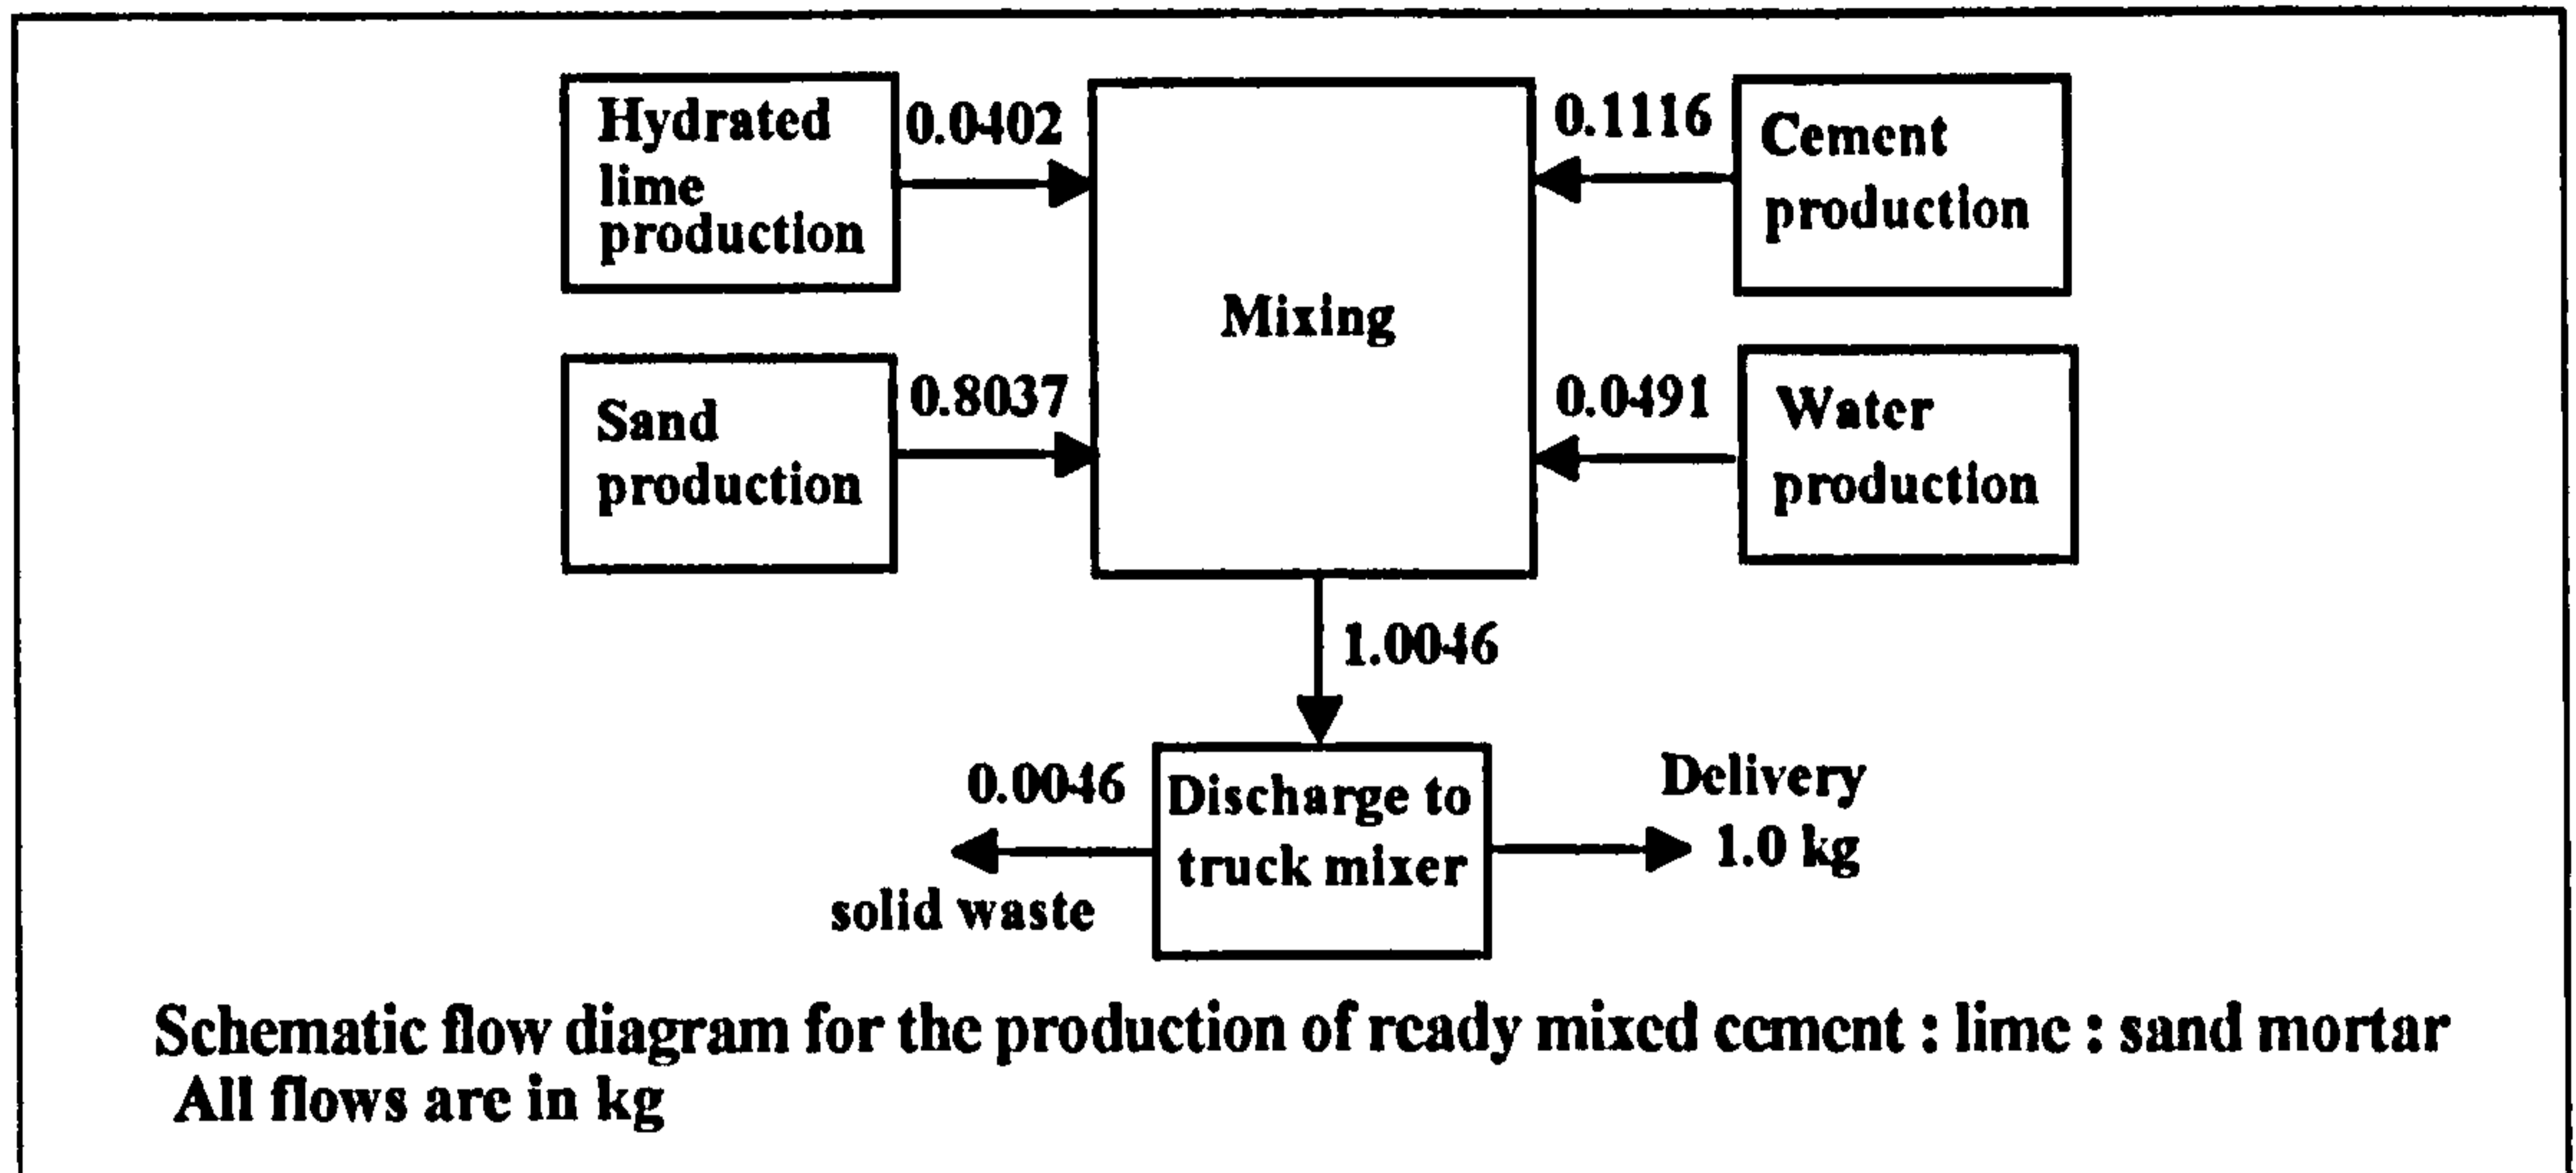 Hydrated
lime
production
0.0402
0.1116
Cement
production
Mixing
Sand
production
0.8037
0.0491
Water
production
1.0046
0.0046
solid waste
Discharge to
truck mixer
Delivery
1.0 kg
Schematic flow diagram for the production of ready mixed cement : lime : sand mortar
All flows are in kg